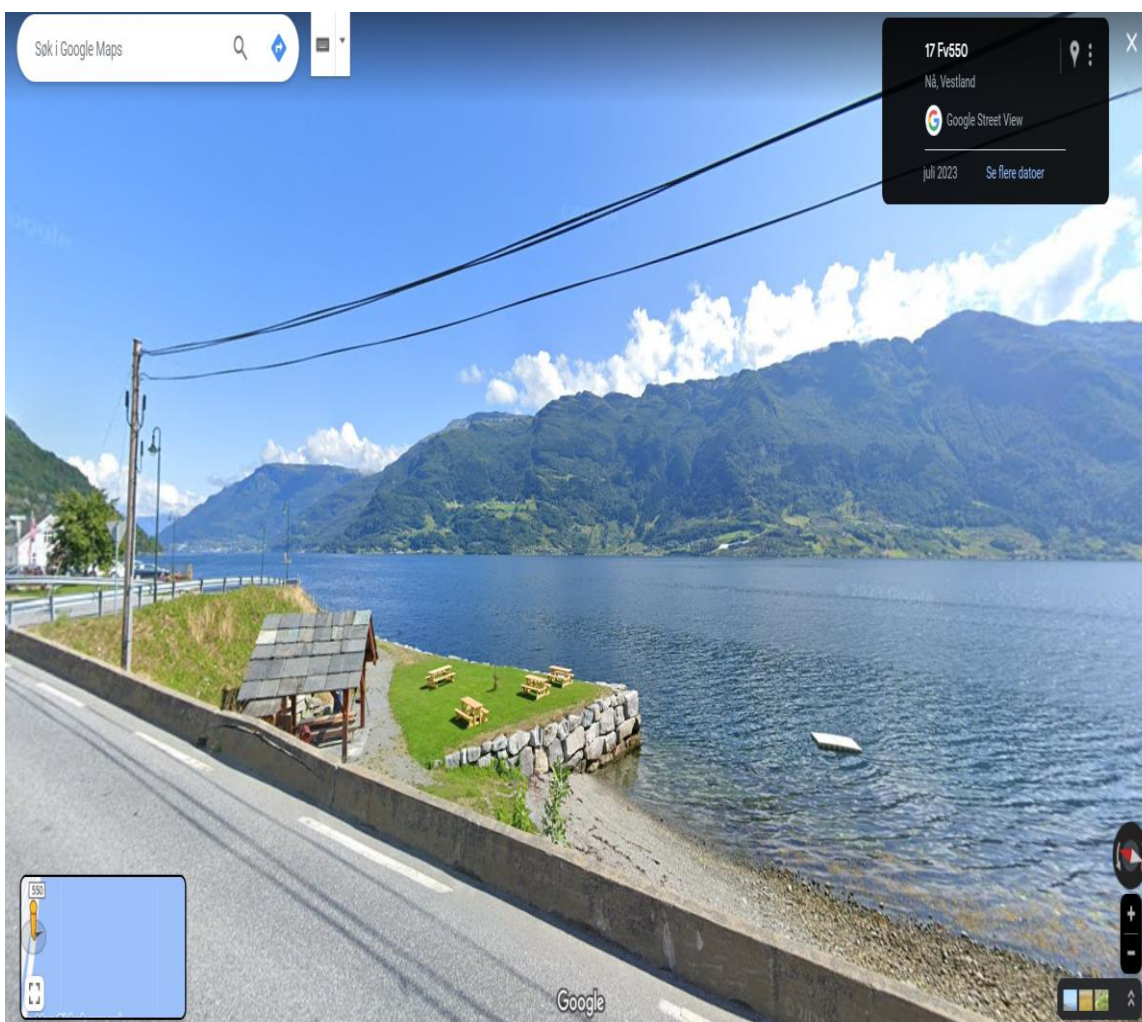 Søk i Google Maps
17 Fv550
Nå, Vestland
Google Street View
juli 2023 Se flere datoer
550
Google